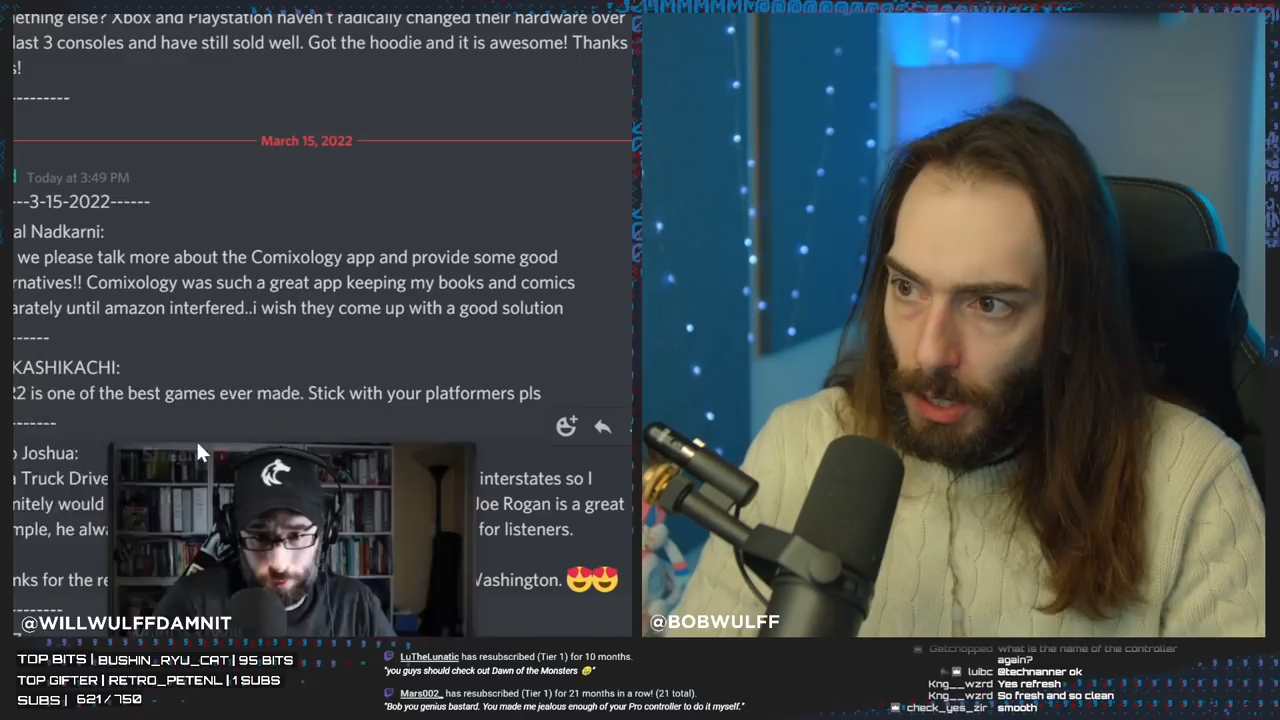 ething else? Xbox and Playstation haven't radically changed their hardware over
last 3 consoles and have still sold well. Got the hoodie and it is awesome! Thanks
s!
----------
March 15, 2022
Today at 3:49 PM
---3-15-2022------
al Nadkarni:
we please talk more about the Comixology app and provide some good
rnatives!! Comixology was such a great app keeping my books and comics
arately until amazon interfered..i wish they come up with a good solution
------
KASHIKACHI:
R2 is one of the best games ever made. Stick with your platformers pls
-------
o Joshua:
a Truck Drive interstates so I
nitely would Joe Rogan is a great
mple, he alwa for listeners.
nks for the re Washington. 😍😍
--------
@WILLWULFFDAMNIT
@BOBWULFF
TOP BITS | BUSHIN_RYU_CAT | 95 BITS
TOP GIFTER | RETRO_PETENL | 1 SUBS
SUBS | 621/750
LuTheLunatic has resubscribed (Tier 1) for 10 months.
"you guys should check out Dawn of the Monsters 😅"
Mars002_ has resubscribed (Tier 1) for 21 months in a row! (21 total).
"Bob you genius bastard. You made me jealous enough of your Pro controller to do it myself."
Getchopped what is the name of the controller
again?
luibc @technanner ok
Kng__wzrd Yes refresh
Kng__wzrd So fresh and so clean
check_yes_zir smooth